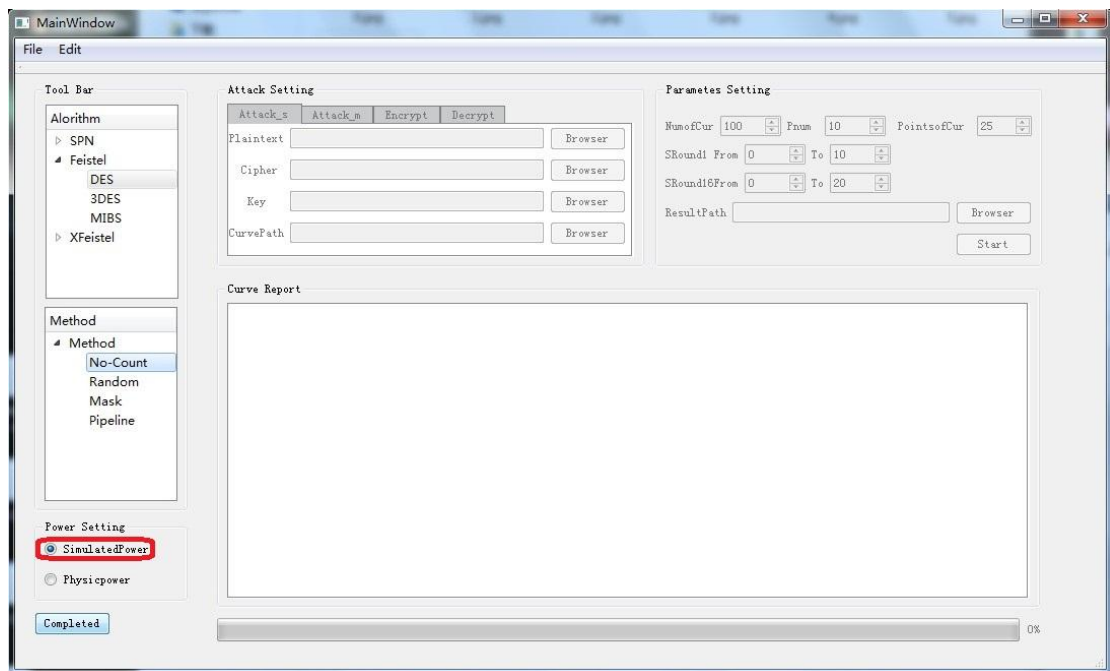 MainWindow
File Edit
Tool Bar
Alorithm
SPN
Feistel
DES
3DES
MIBS
XFeistel
Method
Method
No-Count
Random
Mask
Pipeline
Power Setting
SimulatedPower
Physicpower
Completed
Attack Setting
Attack_s Attack_m Encrypt Decrypt
Plaintext Browser
Cipher Browser
Key Browser
CurvePath Browser
Parametes Setting
NumofCur 100 Pnum 10 PointsofCur 25
SRound1 From 0 To 10
SRound16From 0 To 20
ResultPath Browser
Start
Curve Report
0%